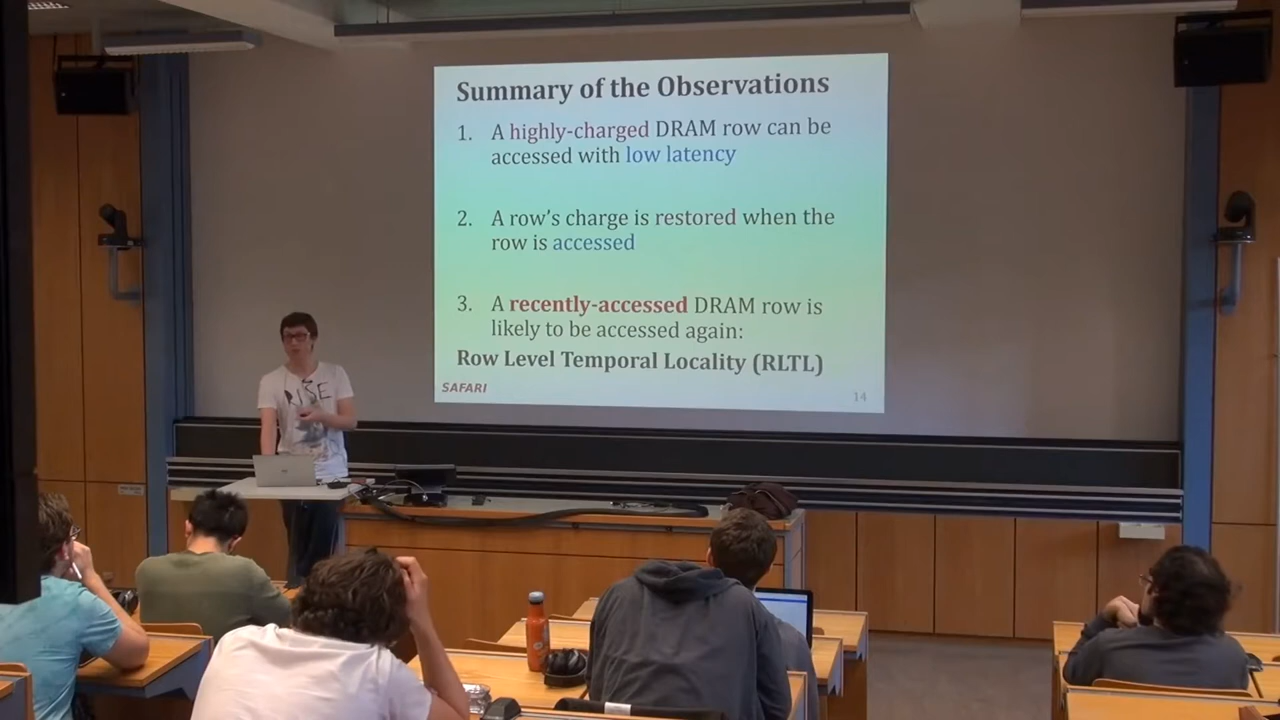 Summary of the Observations
1. A highly-charged DRAM row can be
accessed with low latency
2. A row's charge is restored when the
row is accessed
3. A recently-accessed DRAM row is
likely to be accessed again:
Row Level Temporal Locality (RLTL)
SAFARI
14
RISE